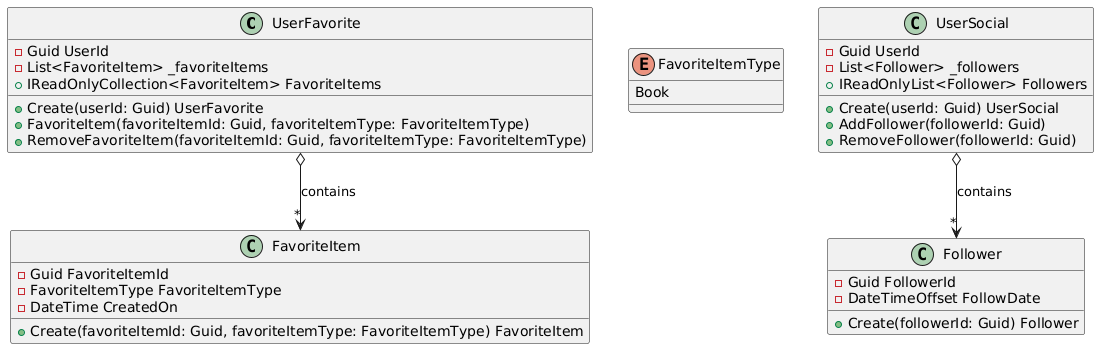 C UserFavorite
Guid UserId
List<FavoriteItem> _favoriteItems
IReadOnlyCollection<FavoriteItem> FavoriteItems
Create(userId: Guid) UserFavorite
FavoriteItem(favoriteItemId: Guid, favoriteItemType: FavoriteItemType)
RemoveFavoriteItem(favoriteItemId: Guid, favoriteItemType: FavoriteItemType)
contains
*
C FavoriteItem
Guid FavoriteItemId
FavoriteItemType FavoriteItemType
DateTime CreatedOn
Create(favoriteItemId: Guid, favoriteItemType: FavoriteItemType) FavoriteItem
E FavoriteItemType
Book
C UserSocial
Guid UserId
List<Follower> _followers
IReadOnlyList<Follower> Followers
Create(userId: Guid) UserSocial
AddFollower(followerId: Guid)
RemoveFollower(followerId: Guid)
contains
*
C Follower
Guid FollowerId
DateTimeOffset FollowDate
Create(followerId: Guid) Follower